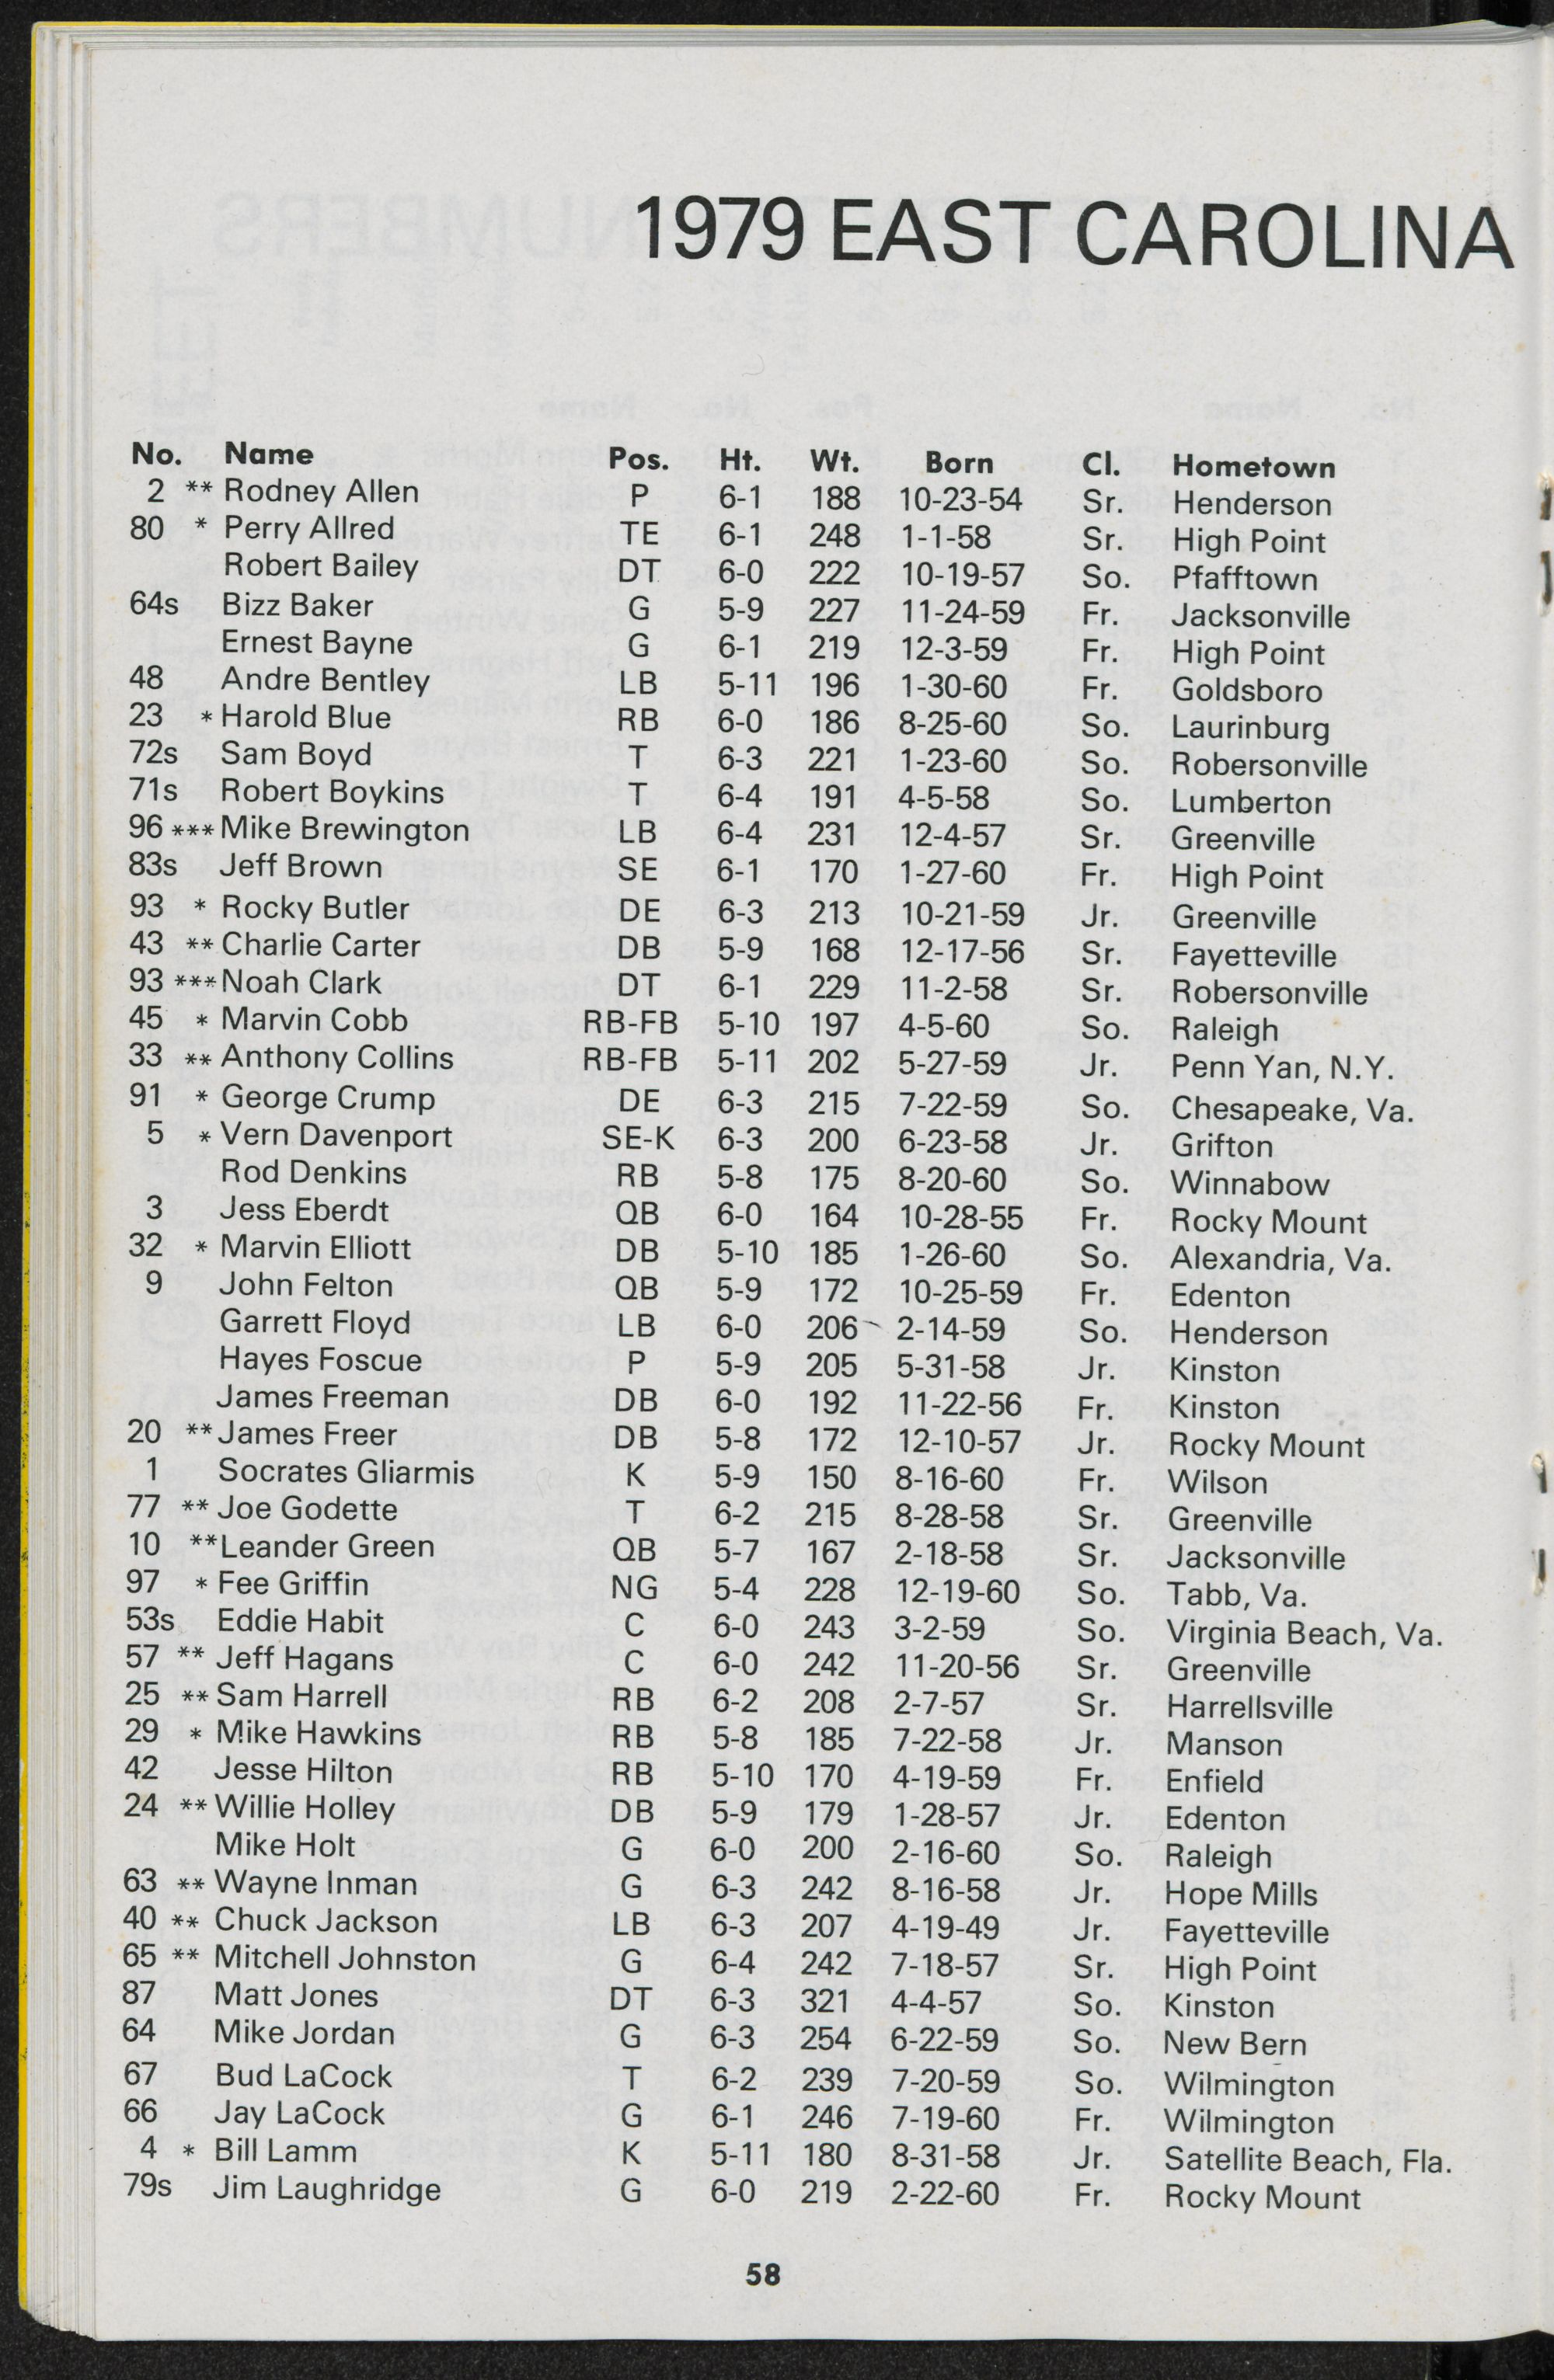 1979 EAST CAROLINA
No. Name Pos. Ht. Wt. Born Cl. Hometown
2 ** Rodney Allen P 6-1 188 10-23-54 Sr. Henderson
80 * Perry Allred TE 6-1 248 1-1-58 Sr. High Point
Robert Bailey DT 6-0 222 10-19-57 So. Pfafftown
64s Bizz Baker G 5-9 227 11-24-59 Fr. Jacksonville
Ernest Bayne G 6-1 219 12-3-59 Fr. High Point
48 Andre Bentley LB 5-11 196 1-30-60 Fr. Goldsboro
23 * Harold Blue RB 6-0 186 8-25-60 So. Laurinburg
72s Sam Boyd T 6-3 221 1-23-60 So. Robersonville
71s Robert Boykins T 6-4 191 4-5-58 So. Lumberton
96 *** Mike Brewington LB 6-4 231 12-4-57 Sr. Greenville
83s Jeff Brown SE 6-1 170 1-27-60 Fr. High Point
93 * Rocky Butler DE 6-3 213 10-21-59 Jr. Greenville
43 ** Charlie Carter DB 5-9 168 12-17-56 Sr. Fayetteville
93 *** Noah Clark DT 6-1 229 11-2-58 Sr. Robersonville
45 * Marvin Cobb RB-FB 5-10 197 4-5-60 So. Raleigh
33 ** Anthony Collins RB-FB 5-11 202 5-27-59 Jr. Penn Yan, N.Y.
91 * George Crump DE 6-3 215 7-22-59 So. Chesapeake, Va.
5 * Vern Davenport SE-K 6-3 200 6-23-58 Jr. Grifton
Rod Denkins RB 5-8 175 8-20-60 So. Winnabow
3 Jess Eberdt QB 6-0 164 10-28-55 Fr. Rocky Mount
32 * Marvin Elliott DB 5-10 185 1-26-60 So. Alexandria, Va.
9 John Felton QB 5-9 172 10-25-59 Fr. Edenton
Garrett Floyd LB 6-0 206 2-14-59 So. Henderson
Hayes Foscue P 5-9 205 5-31-58 Jr. Kinston
James Freeman DB 6-0 192 11-22-56 Fr. Kinston
20 ** James Freer DB 5-8 172 12-10-57 Jr. Rocky Mount
1 Socrates Gliarmis K 5-9 150 8-16-60 Fr. Wilson
77 ** Joe Godette T 6-2 215 8-28-58 Sr. Greenville
10 ** Leander Green QB 5-7 167 2-18-58 Sr. Jacksonville
97 * Fee Griffin NG 5-4 228 12-19-60 So. Tabb, Va.
53s Eddie Habit C 6-0 243 3-2-59 So. Virginia Beach, Va.
57 ** Jeff Hagans C 6-0 242 11-20-56 Sr. Greenville
25 ** Sam Harrell RB 6-2 208 2-7-57 Sr. Harrellsville
29 * Mike Hawkins RB 5-8 185 7-22-58 Jr. Manson
42 Jesse Hilton RB 5-10 170 4-19-59 Fr. Enfield
24 ** Willie Holley DB 5-9 179 1-28-57 Jr. Edenton
Mike Holt G 6-0 200 2-16-60 So. Raleigh
63 ** Wayne Inman G 6-3 242 8-16-58 Jr. Hope Mills
40 ** Chuck Jackson LB 6-3 207 4-19-49 Jr. Fayetteville
65 ** Mitchell Johnston G 6-4 242 7-18-57 Sr. High Point
87 Matt Jones DT 6-3 321 4-4-57 So. Kinston
64 Mike Jordan G 6-3 254 6-22-59 So. New Bern
67 Bud LaCock T 6-2 239 7-20-59 So. Wilmington
66 Jay LaCock G 6-1 246 7-19-60 Fr. Wilmington
4 * Bill Lamm K 5-11 180 8-31-58 Jr. Satellite Beach, Fla.
79s Jim Laughridge G 6-0 219 2-22-60 Fr. Rocky Mount
58